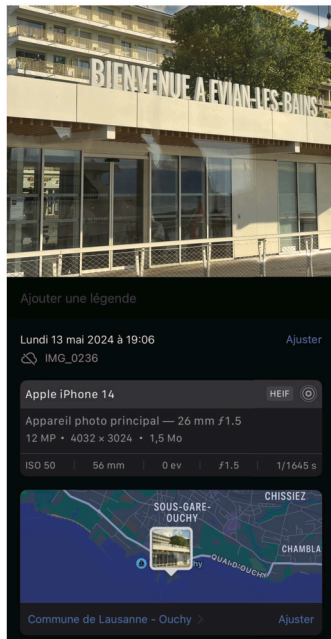 BIENVENUE A EVIAN-LES-BAINS
Ajouter une légende
Lundi 13 mai 2024 à 19:06
Ajuster
IMG_0236
Apple iPhone 14
HEIF
Appareil photo principal — 26 mm ƒ1.5
12 MP • 4032 × 3024 • 1,5 Mo
ISO 50 | 56 mm | 0 ev | ƒ1.5 | 1/1645 s
CHISSIEZ
SOUS-GARE-
OUCHY
CHAMBLA
hy
QUAI-D'OUCHY
Commune de Lausanne - Ouchy
Ajuster